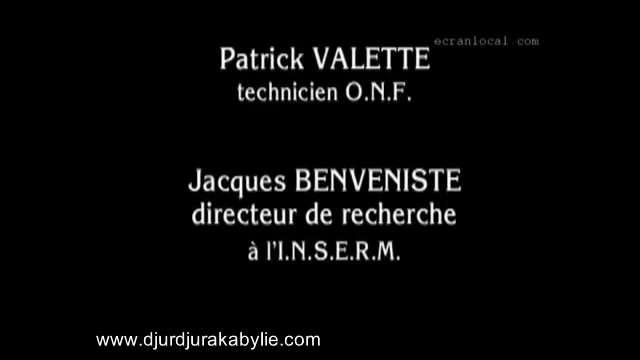 ecranlocal.com
Patrick VALETTE
technicien O.N.F.
Jacques BENVENISTE
directeur de recherche
à l'I.N.S.E.R.M.
www.djurdjurakabylie.com